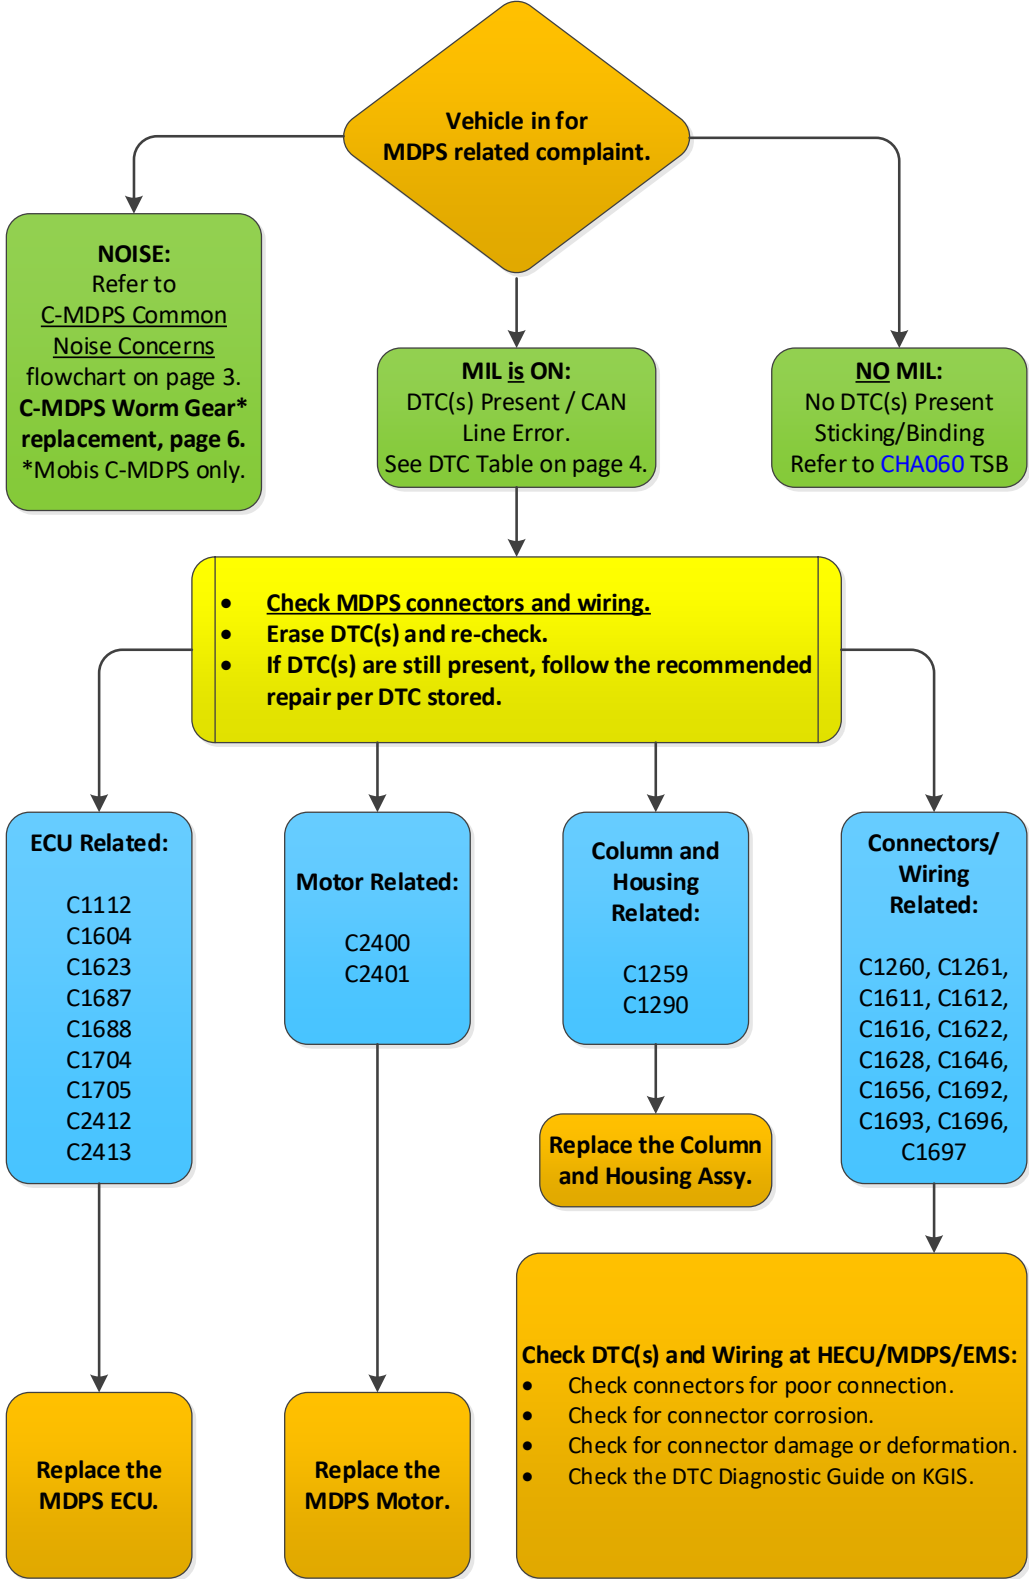 Vehicle in for
MDPS related complaint.
NOISE:
Refer to
C-MDPS Common
Noise Concerns
flowchart on page 3.
C-MDPS Worm Gear*
replacement, page 6.
*Mobis C-MDPS only.
MIL is ON:
DTC(s) Present / CAN
Line Error.
See DTC Table on page 4.
NO MIL:
No DTC(s) Present
Sticking/Binding
Refer to CHA060 TSB
• Check MDPS connectors and wiring.
• Erase DTC(s) and re-check.
• If DTC(s) are still present, follow the recommended
repair per DTC stored.
ECU Related:
C1112
C1604
C1623
C1687
C1688
C1704
C1705
C2412
C2413
Motor Related:
C2400
C2401
Column and
Housing
Related:
C1259
C1290
Connectors/
Wiring
Related:
C1260, C1261,
C1611, C1612,
C1616, C1622,
C1628, C1646,
C1656, C1692,
C1693, C1696,
C1697
Replace the
MDPS ECU.
Replace the
MDPS Motor.
Replace the Column
and Housing Assy.
Check DTC(s) and Wiring at HECU/MDPS/EMS:
• Check connectors for poor connection.
• Check for connector corrosion.
• Check for connector damage or deformation.
• Check the DTC Diagnostic Guide on KGIS.